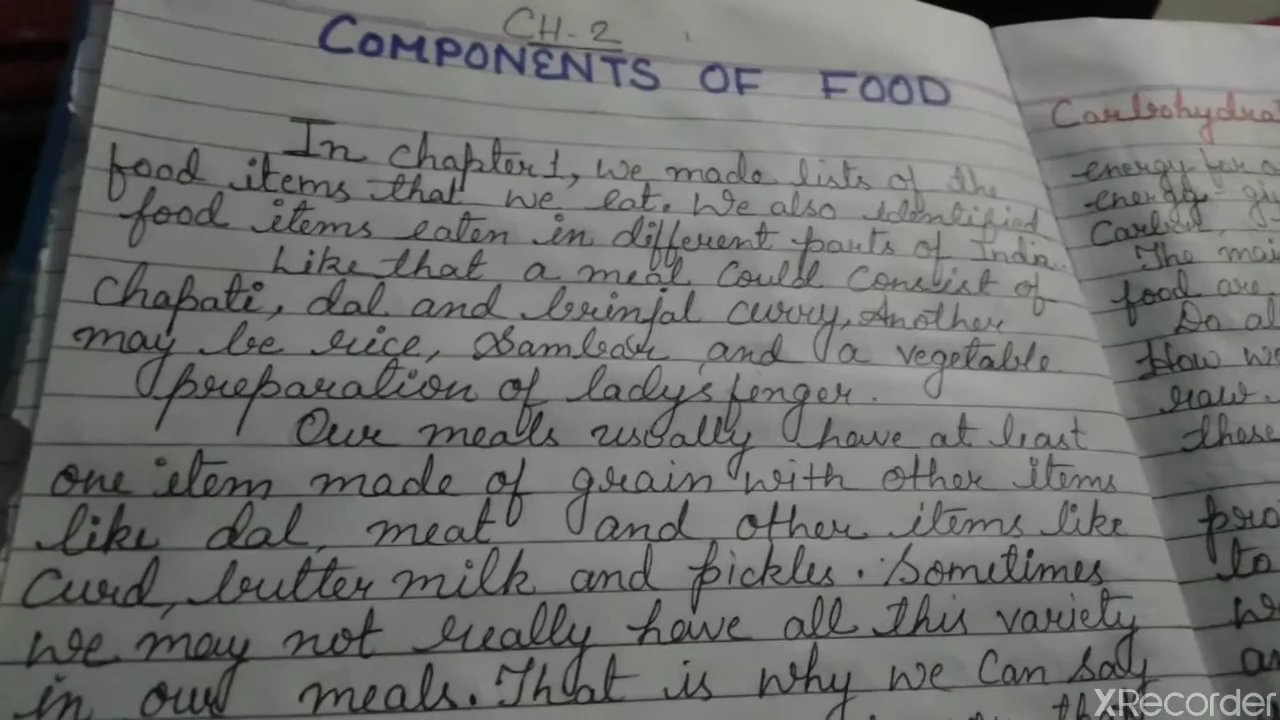 CH-2
COMPONENTS OF FOOD
In chapter 1, we made lists of the
food items that we eat. We also identified
food items eaten in different parts of India.
Like that a meal could consist of
chapati, dal and brinjal curry, Another
may be rice, Sambar and a vegetable
preparation of lady's fenger.
Our meals usually have at least
one item made of grain with other items
like dal, meat and other items like
curd, butter milk and pickles. Sometimes
we may not really have all this variety
in our meals. That is why we can say
energy for
energy
The
food are
Do
How
raw.
these
to
XRecorder